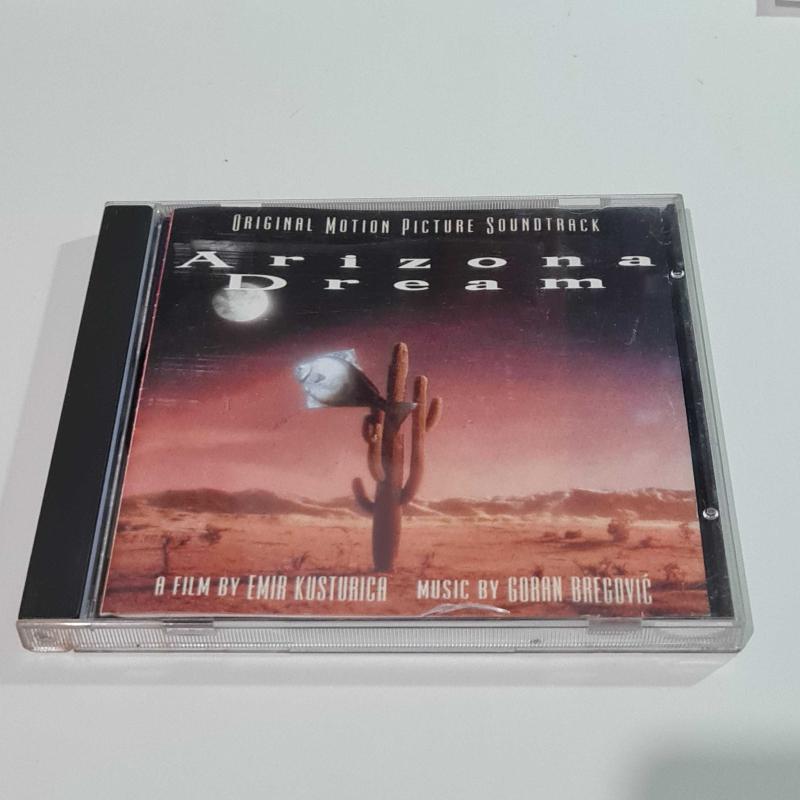 Original Motion Picture Soundtrack
Arizona
Dream
A FILM BY EMIR KUSTURICA MUSIC BY GORAN BREGOVIĆ